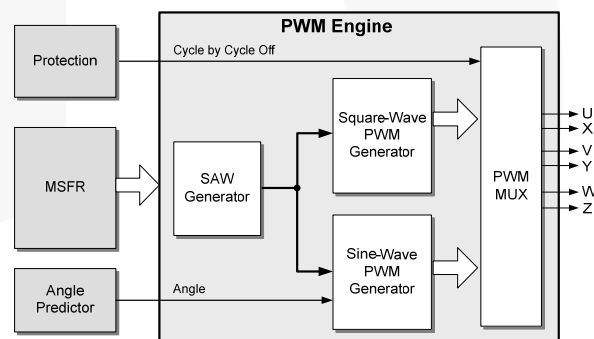 PWM Engine
Protection
Cycle by Cycle Off
MSFR
SAW
Generator
Square-Wave
PWM
Generator
Sine-Wave
PWM
Generator
PWM
MUX
U
X
V
Y
W
Z
Angle
Predictor
Angle